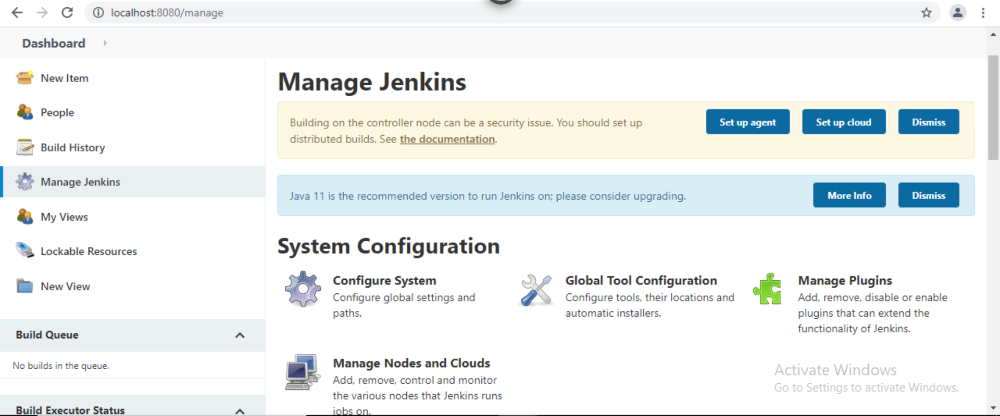 localhost:8080/manage
Dashboard
New Item
People
Build History
Manage Jenkins
My Views
Lockable Resources
New View
Build Queue
No builds in the queue.
Build Executor Status
Manage Jenkins
Building on the controller node can be a security issue. You should set up
distributed builds. See the documentation.
Set up agent
Set up cloud
Dismiss
Java 11 is the recommended version to run Jenkins on; please consider upgrading.
More Info
Dismiss
System Configuration
Configure System
Configure global settings and
paths.
Global Tool Configuration
Configure tools, their locations and
automatic installers.
Manage Plugins
Add, remove, disable or enable
plugins that can extend the
functionality of Jenkins.
Manage Nodes and Clouds
Add, remove, control and monitor
the various nodes that Jenkins runs
jobs on.
Activate Windows
Go to Settings to activate Windows.